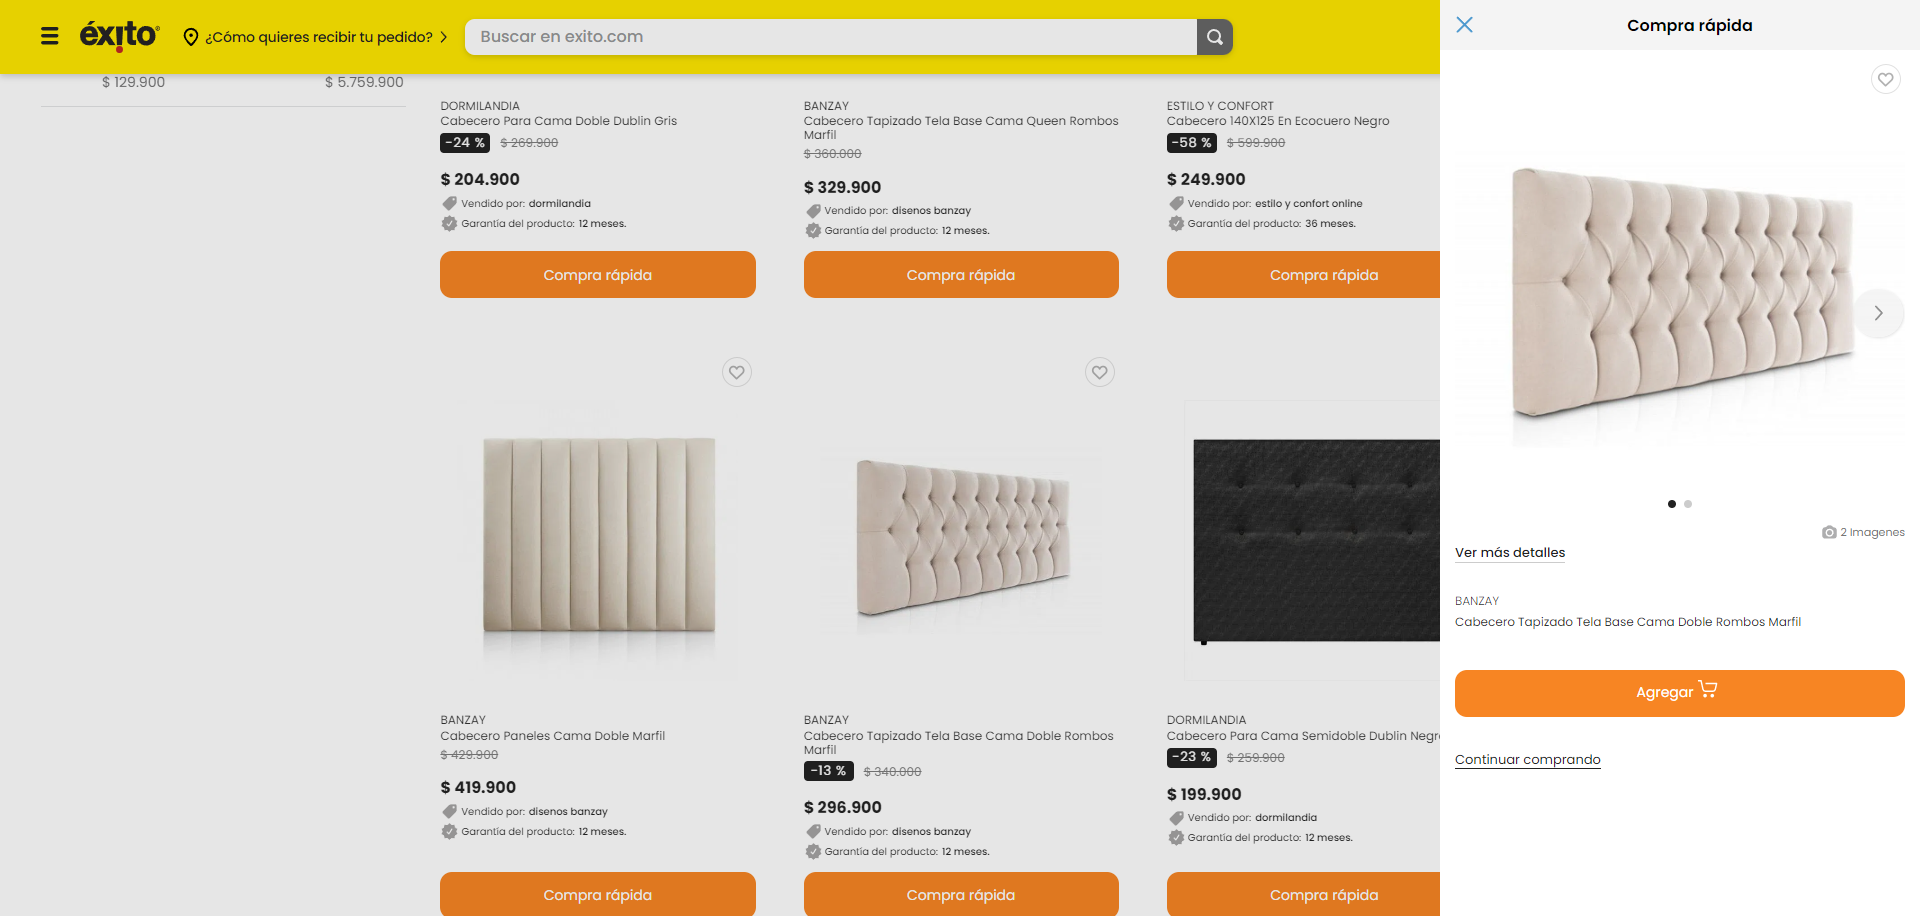 éxito
¿Cómo quieres recibir tu pedido?
Buscar en exito.com
Compra rápida
$ 129.900
$ 5.759.900
DORMILANDIA
Cabecero Para Cama Doble Dublin Gris
-24 % $ 269.900
$ 204.900
Vendido por: dormilandia
Garantía del producto: 12 meses.
Compra rápida
BANZAY
Cabecero Tapizado Tela Base Cama Queen Rombos
Marfil
$ 360.000
$ 329.900
Vendido por: disenos banzay
Garantía del producto: 12 meses.
Compra rápida
ESTILO Y CONFORT
Cabecero 140X125 En Ecocuero Negro
-58 % $ 599.900
$ 249.900
Vendido por: estilo y confort online
Garantía del producto: 36 meses.
Compra rápida
BANZAY
Cabecero Paneles Cama Doble Marfil
$ 429.900
$ 419.900
Vendido por: disenos banzay
Garantía del producto: 12 meses.
Compra rápida
BANZAY
Cabecero Tapizado Tela Base Cama Doble Rombos
Marfil
-13 % $ 340.000
$ 296.900
Vendido por: disenos banzay
Garantía del producto: 12 meses.
Compra rápida
DORMILANDIA
Cabecero Para Cama Semidoble Dublin Negro
-23 % $ 259.900
$ 199.900
Vendido por: dormilandia
Garantía del producto: 12 meses.
Compra rápida
2 Imagenes
Ver más detalles
BANZAY
Cabecero Tapizado Tela Base Cama Doble Rombos Marfil
Agregar
Continuar comprando